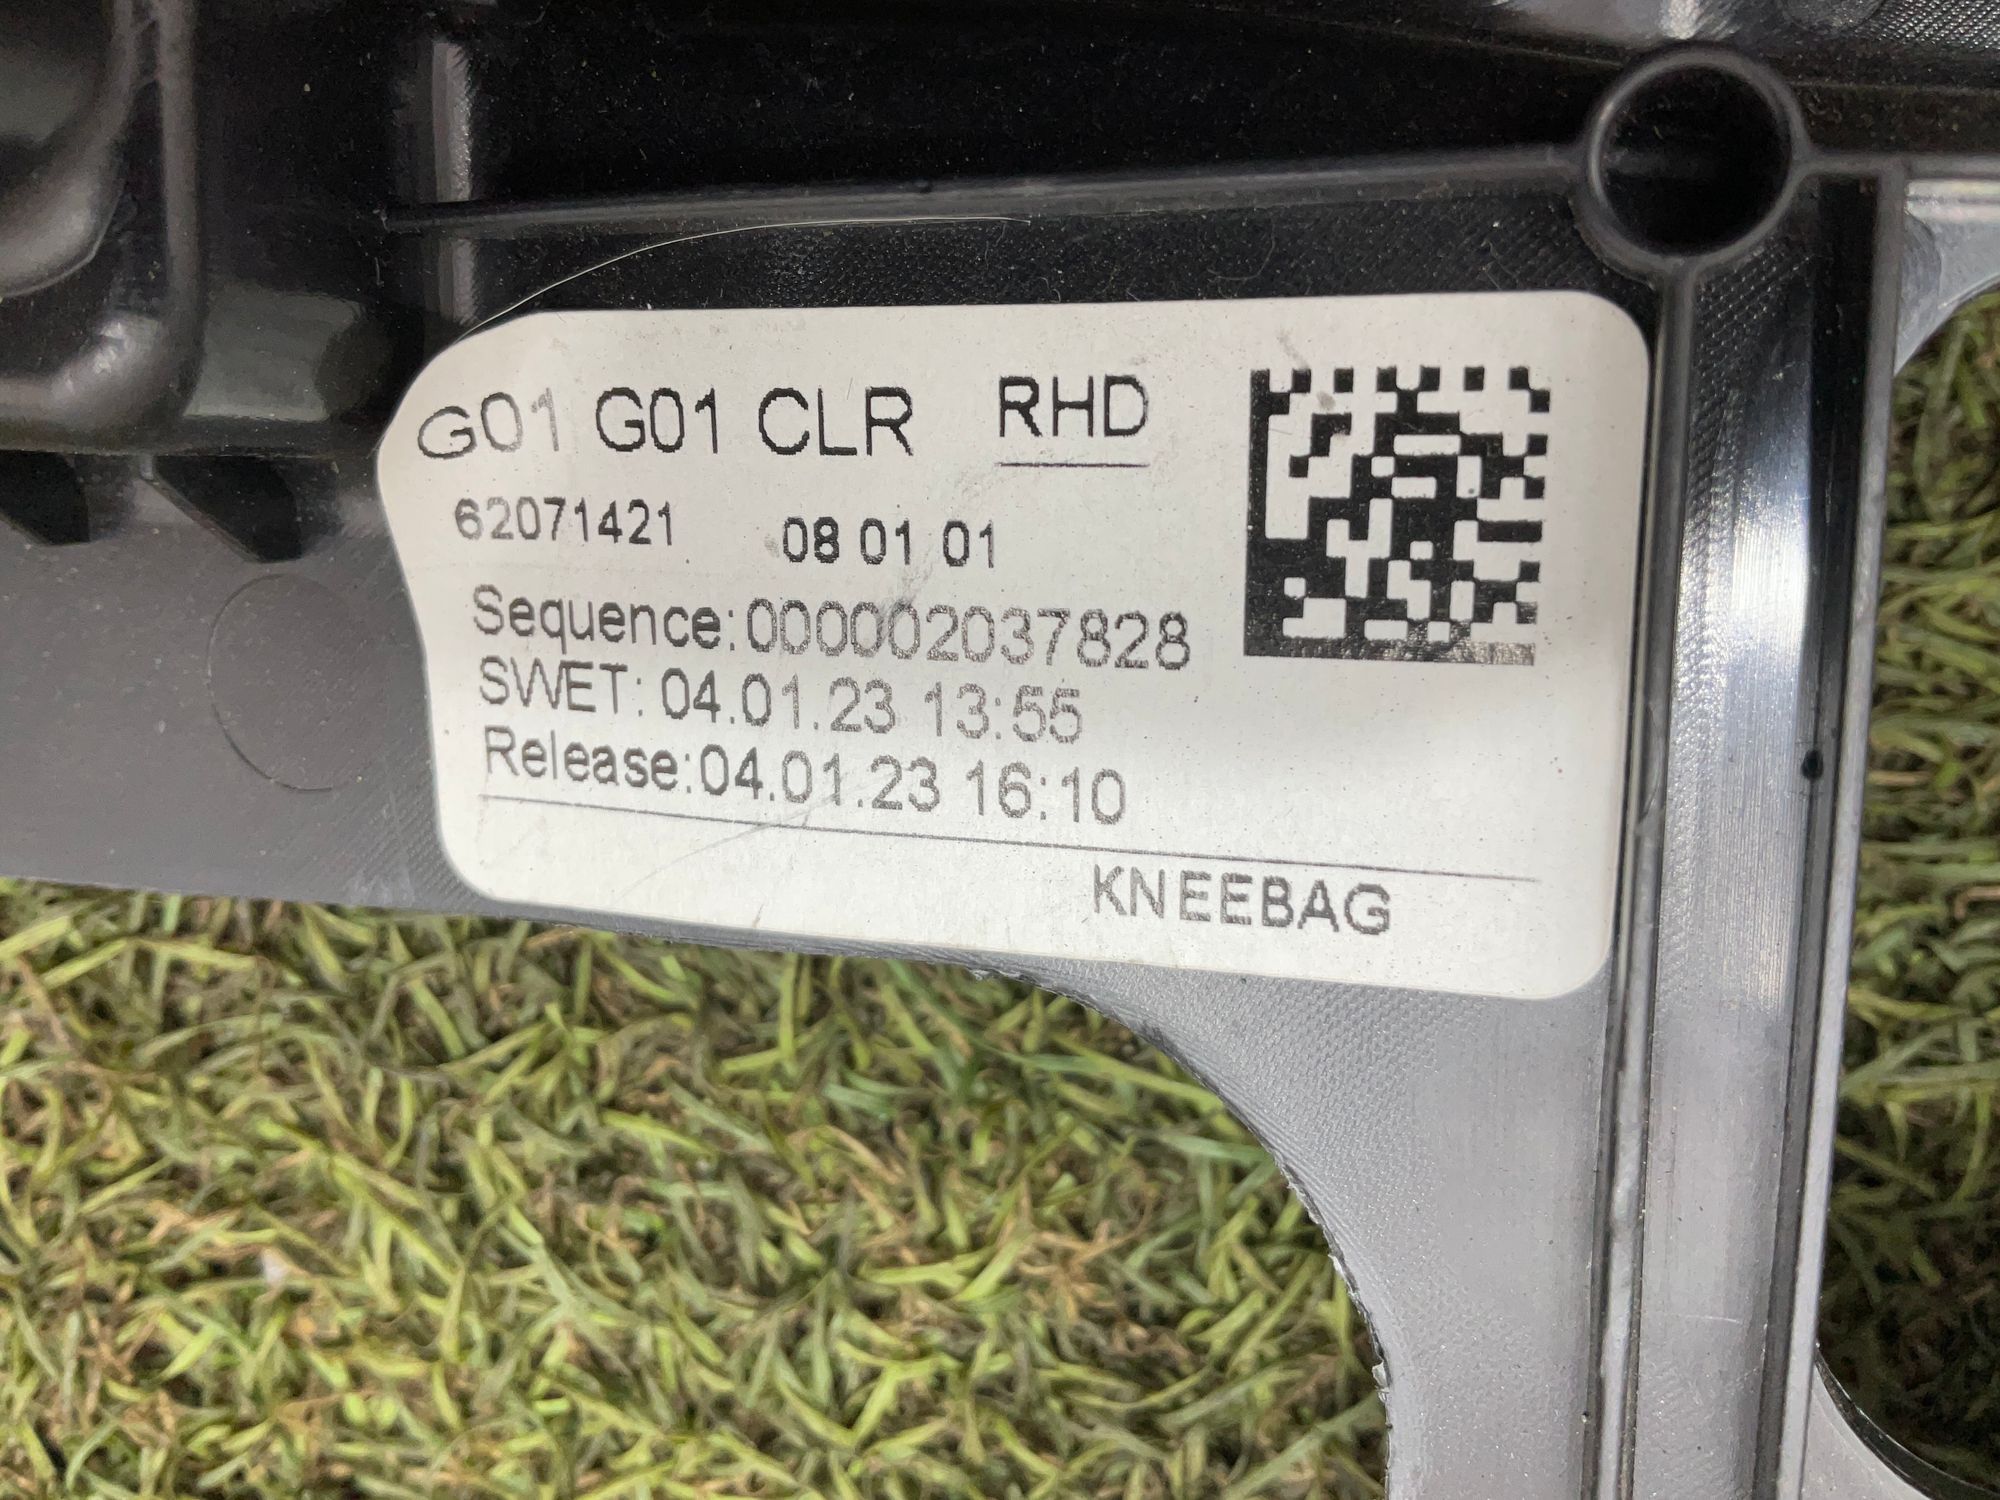 G01 G01 CLR RHD
62071421 08 01 01
Sequence:000002037828
SWET: 04.01.23 13:55
Release:04.01.23 16:10
KNEEBAG